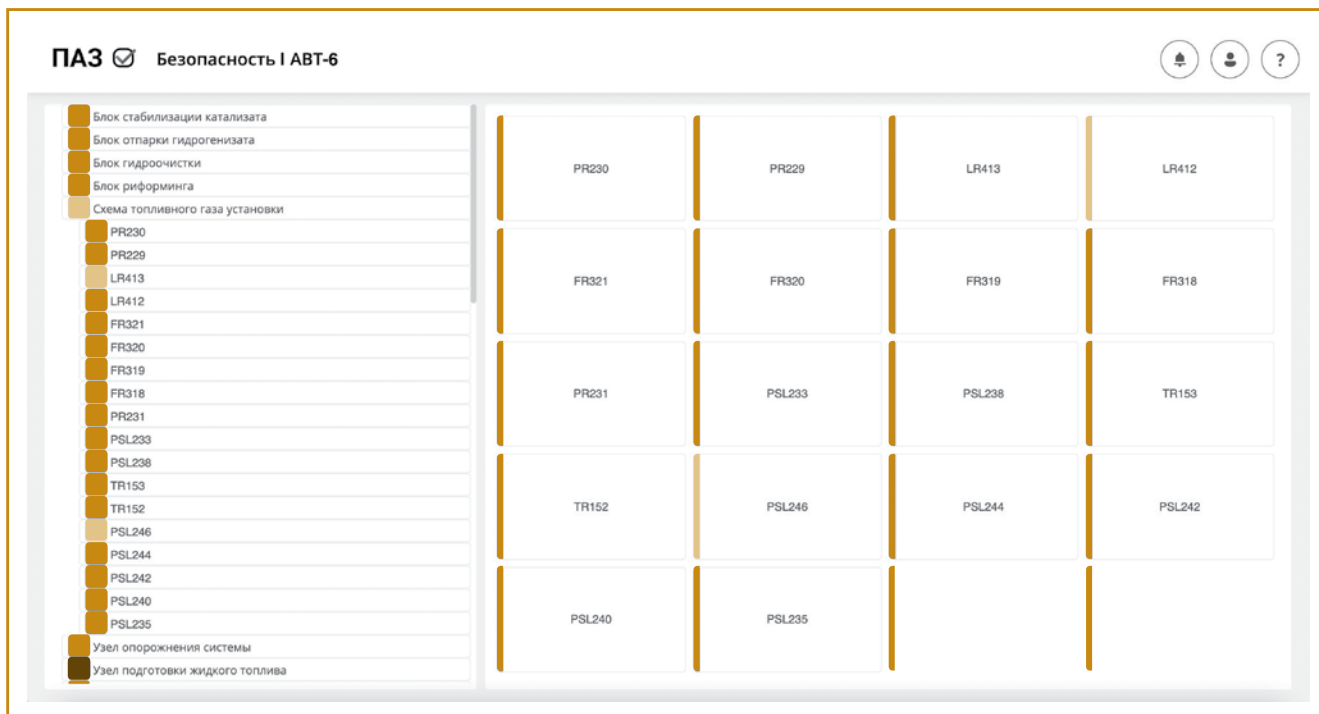 ПАЗ Безопасность I АВТ-6
?
Блок стабилизации катализата
Блок отпарки гидрогенизата
Блок гидроочистки
Блок риформинга
Схема топливного газа установки
PR230
PR229
LR413
LR412
FR321
FR320
FR319
FR318
PR231
PSL233
PSL238
TR153
TR152
PSL246
PSL244
PSL242
PSL240
PSL235
Узел опорожнения системы
Узел подготовки жидкого топлива
PR230 PR229 LR413 LR412
FR321 FR320 FR319 FR318
PR231 PSL233 PSL238 TR153
TR152 PSL246 PSL244 PSL242
PSL240 PSL235